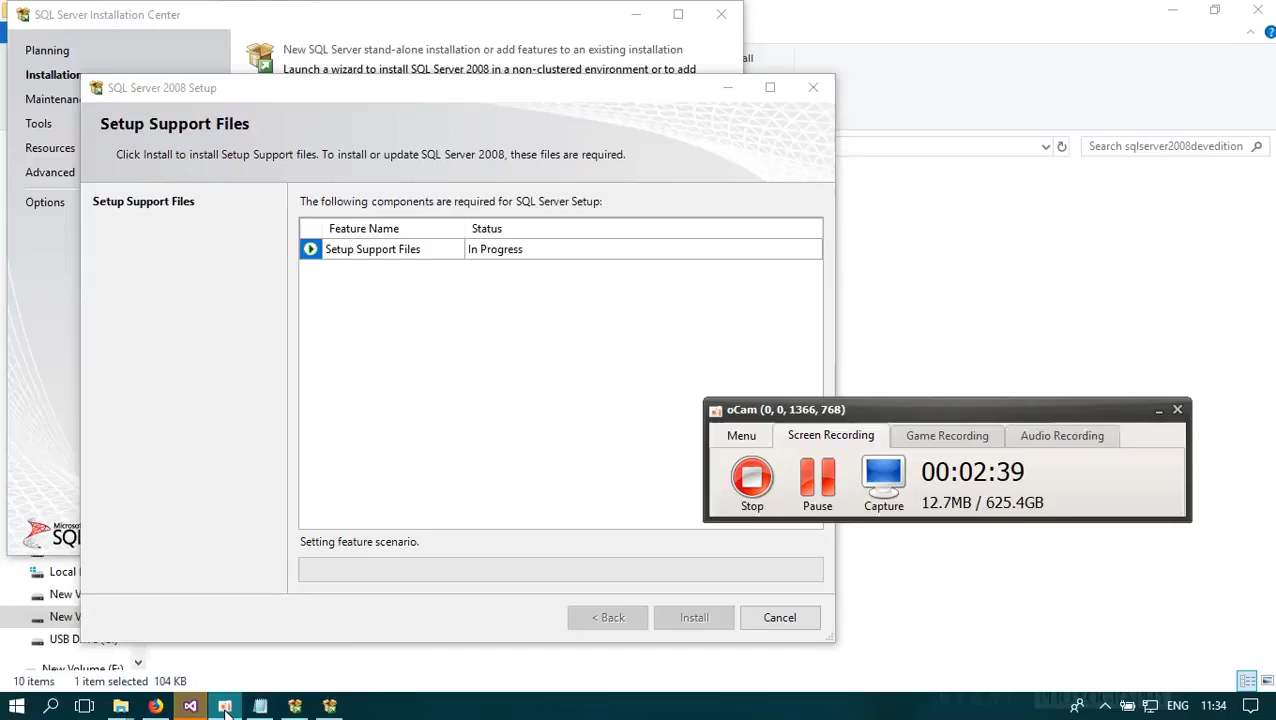 SQL Server Installation Center
Planning
Installation
Maintenan
Tools
Resources
Advanced
Options
New SQL Server stand-alone installation or add features to an existing installation
Launch a wizard to install SQL Server 2008 in a non-clustered environment or to add
all
SQL Server 2008 Setup
Setup Support Files
Click Install to install Setup Support files. To install or update SQL Server 2008, these files are required.
Search sqlserver2008devedition
Setup Support Files
The following components are required for SQL Server Setup:
Feature Name Status
Setup Support Files In Progress
oCam (0, 0, 1366, 768)
Menu Screen Recording Game Recording Audio Recording
00:02:39
Stop Pause Capture 12.7MB / 625.4GB
Microsoft
SQL
Setting feature scenario.
Local
New V
New V
USB D
< Back Install Cancel
New Volume (F:)
10 items 1 item selected 104 KB
ENG 11:34